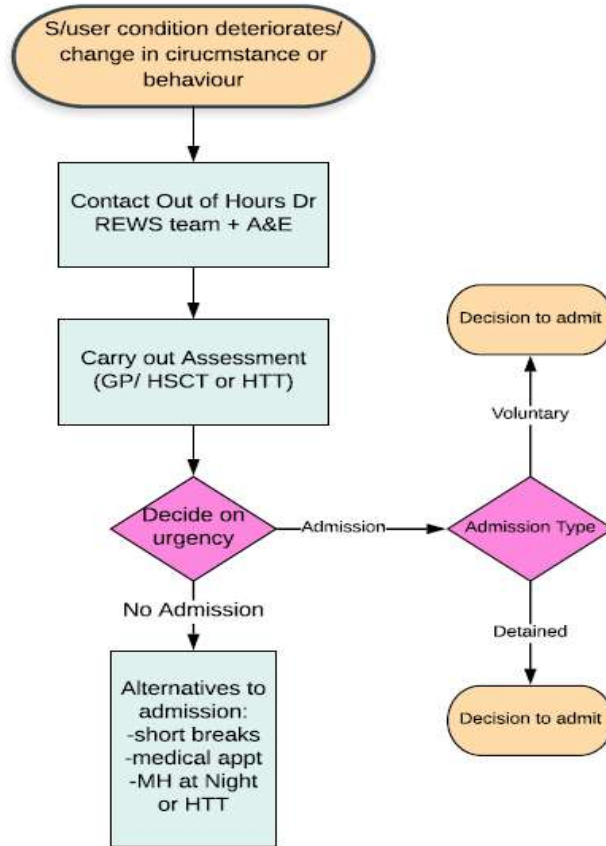 S/user condition deteriorates/
change in cirucmstance or
behaviour
Contact Out of Hours Dr
REWS team + A&E
Carry out Assessment
(GP/ HSCT or HTT)
Decide on
urgency
Admission
Admission Type
Voluntary
Decision to admit
Detained
Decision to admit
No Admission
Alternatives to
admission:
-short breaks
-medical appt
-MH at Night
or HTT